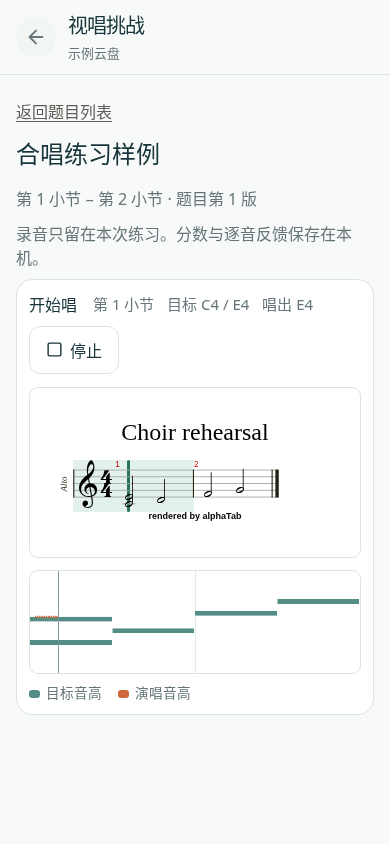 视唱挑战
示例云盘
返回题目列表
合唱练习样例
第 1 小节 – 第 2 小节 · 题目第 1 版
录音只留在本次练习。分数与逐音反馈保存在本
机。
开始唱 第 1 小节 目标 C4 / E4 唱出 E4
停止
Choir rehearsal
1 2
Alto
4
4
rendered by alphaTab
目标音高 演唱音高